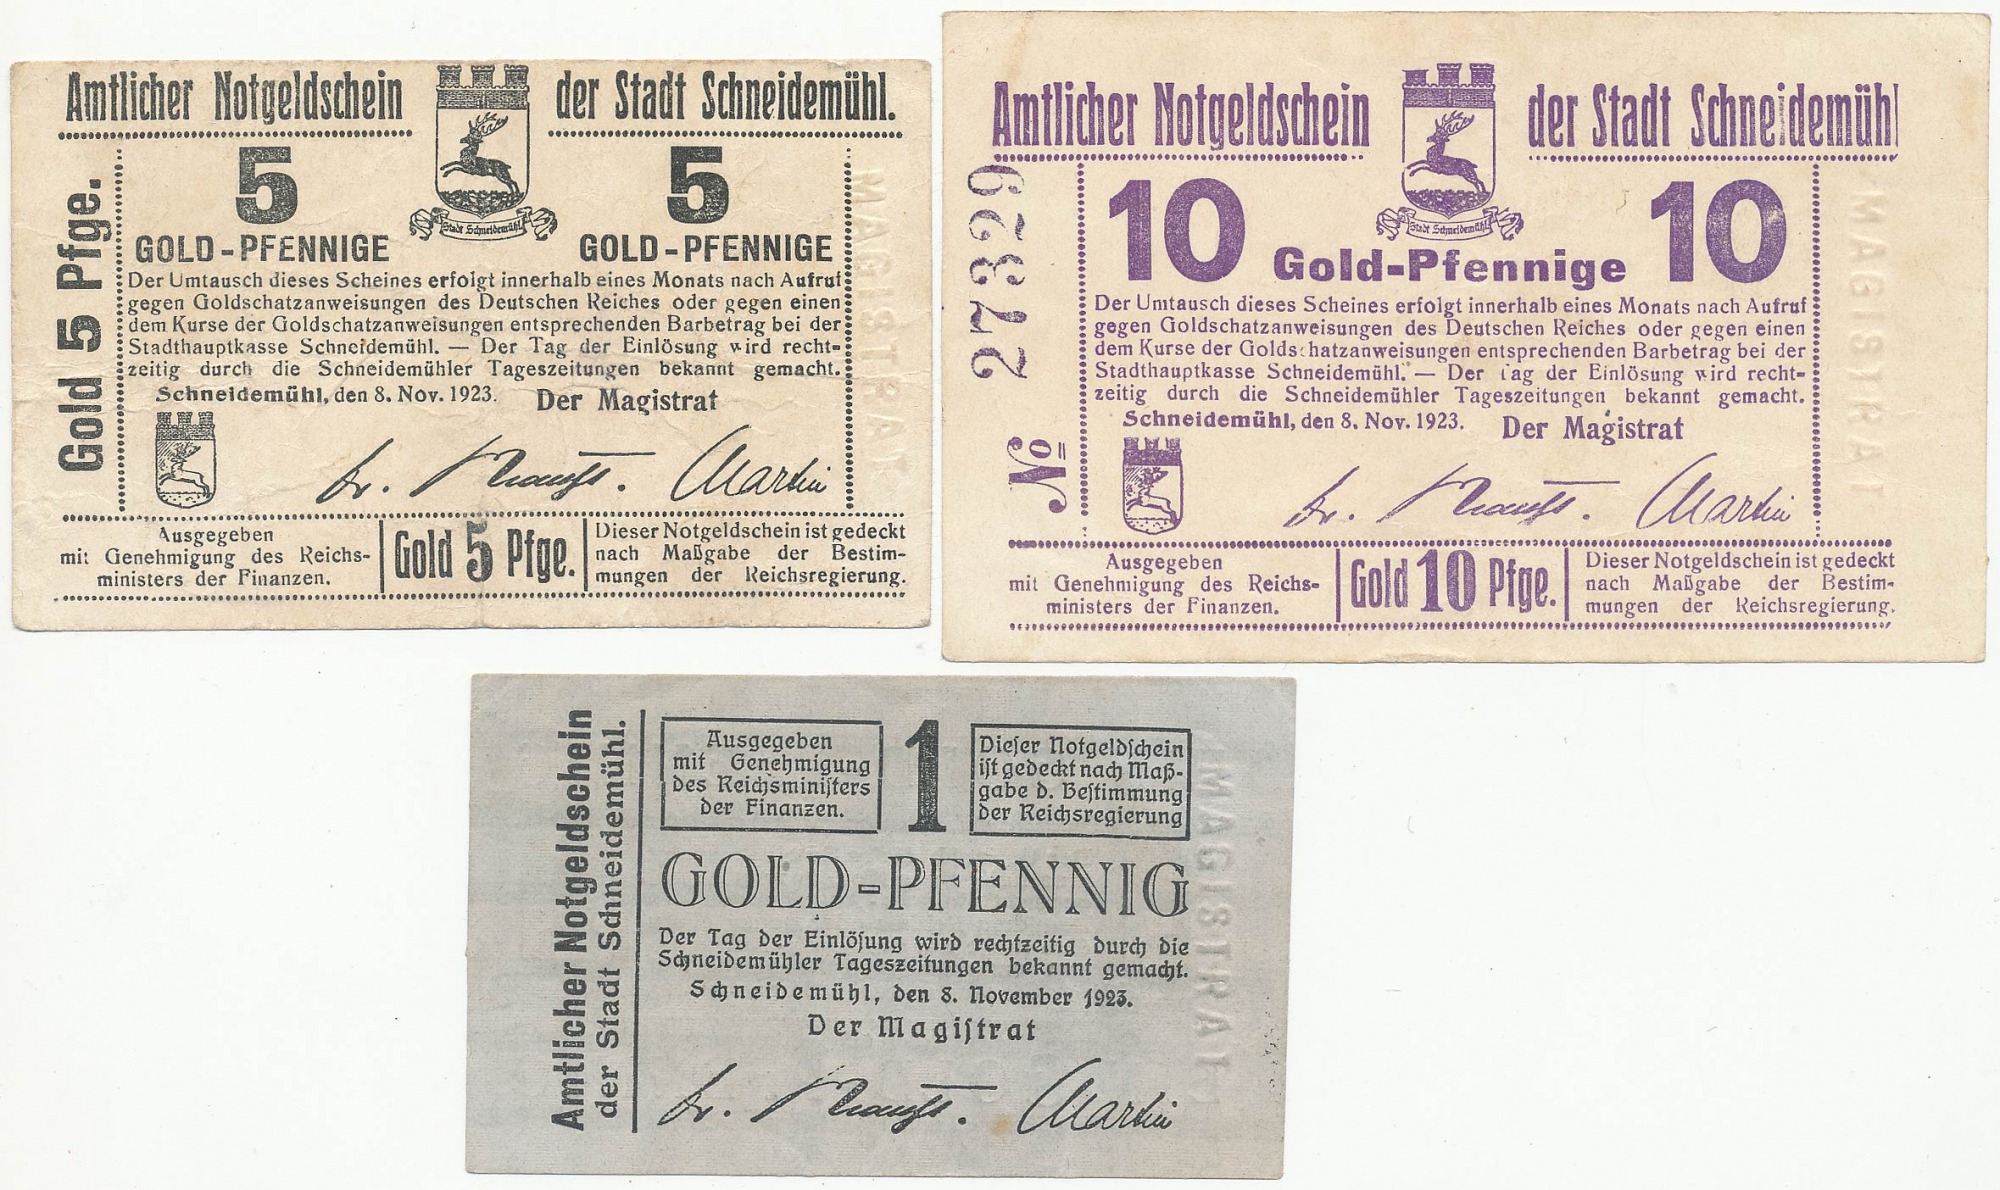 Amtlicher Notgeldschein der Stadt Schneidemühl.
Gold 5 Pfge.
5 5
GOLD-PFENNIGE GOLD-PFENNIGE
Stadt Schneidemühl
Der Umtausch dieses Scheines erfolgt innerhalb eines Monats nach Aufruf
gegen Goldschatzanweisungen des Deutschen Reiches oder gegen einen
dem Kurse der Goldschatzanweisungen entsprechenden Barbetrag bei der
Stadthauptkasse Schneidemühl. — Der Tag der Einlösung wird recht-
zeitig durch die Schneidemühler Tageszeitungen bekannt gemacht.
Schneidemühl, den 8. Nov. 1923. Der Magistrat
Dr. Krause. Martin
MAGISTRAT
Ausgegeben
mit Genehmigung des Reichs-
ministers der Finanzen.
Gold 5 Pfge.
Dieser Notgeldschein ist gedeckt
nach Maßgabe der Bestim-
mungen der Reichsregierung.
Amtlicher Notgeldschein der Stadt Schneidemühl
No 27329
10 10
Gold-Pfennige
Stadt Schneidemühl
Der Umtausch dieses Scheines erfolgt innerhalb eines Monats nach Aufruf
gegen Goldschatzanweisungen des Deutschen Reiches oder gegen einen
dem Kurse der Goldschatzanweisungen entsprechenden Barbetrag bei der
Stadthauptkasse Schneidemühl. — Der Tag der Einlösung wird recht-
zeitig durch die Schneidemühler Tageszeitungen bekannt gemacht.
Schneidemühl, den 8. Nov. 1923. Der Magistrat
Dr. Krause. Martin
MAGISTRAT
Ausgegeben
mit Genehmigung des Reichs-
ministers der Finanzen.
Gold 10 Pfge.
Dieser Notgeldschein ist gedeckt
nach Maßgabe der Bestim-
mungen der Reichsregierung.
Amtlicher Notgeldschein
der Stadt Schneidemühl.
Ausgegeben
mit Genehmigung
des Reichsministers
der Finanzen.
1
Dieser Notgeldschein
ist gedeckt nach Maß-
gabe d. Bestimmung
der Reichsregierung
GOLD-PFENNIG
Der Tag der Einlösung wird rechtzeitig durch die
Schneidemühler Tageszeitungen bekannt gemacht.
Schneidemühl, den 8. November 1923.
Der Magistrat
Dr. Krause. Martin
MAGISTRAT